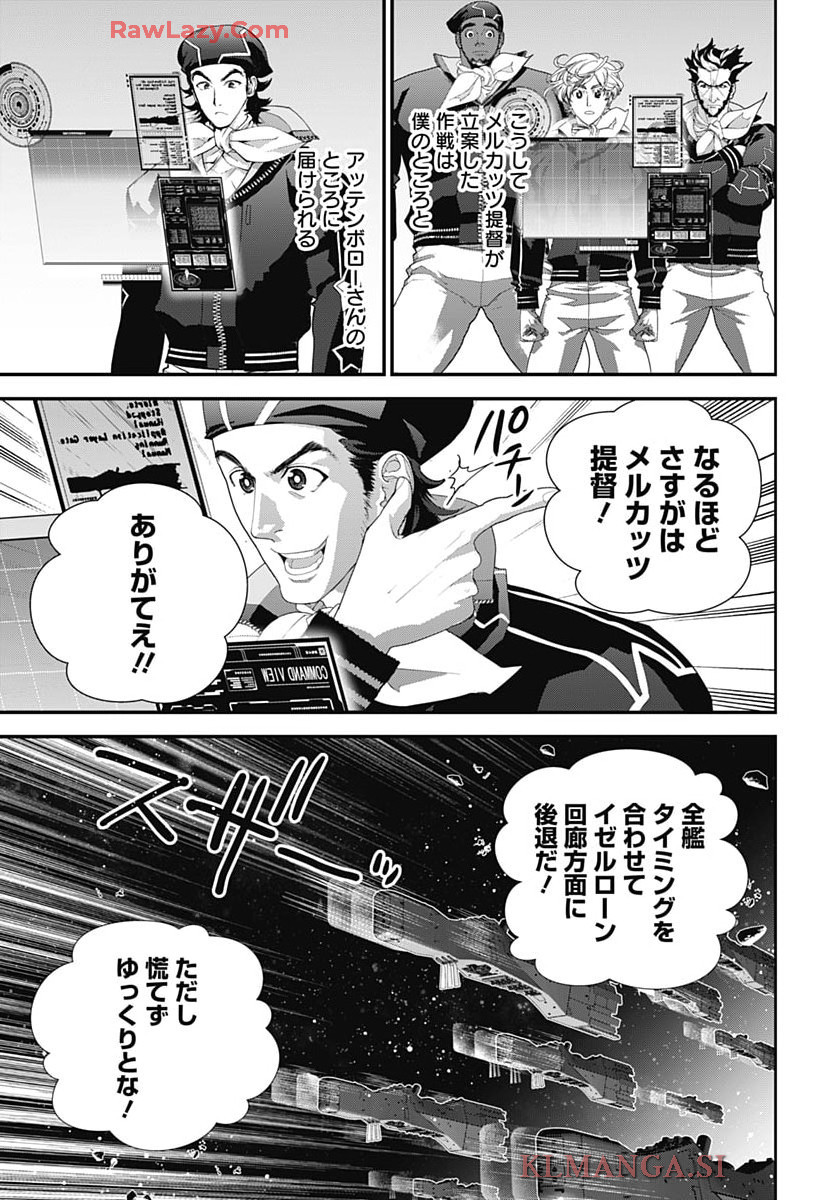 RawLazy.Com
こうして
メルカッツ提督が
立案した
作戦は
僕のところと
アッテンボローさんの
ところに
届けられる
なるほど
さすがは
メルカッツ
提督!
パチーン
ありがてえ!!
COMMAND VIEW
全艦
タイミングを
合わせて
イゼルローン
回廊方面に
後退だ!
ズザーッ
ただし
慌てず
ゆっくりとな!
KLMANGA.SI